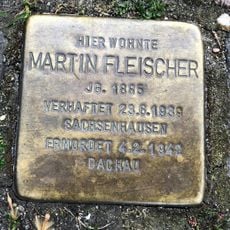 HIER WOHNTE
MARTIN FLEISCHER
JG. 1885
VERHAFTET 23.6.1939
SACHSENHAUSEN
ERMORDET 4.2.1942
DACHAU